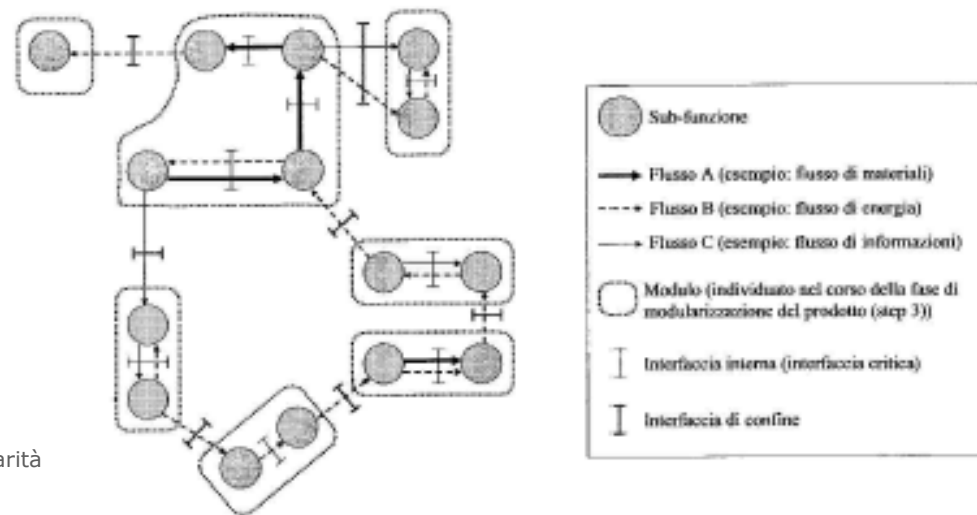 Sub-funzione
Flusso A (esempio: flusso di materiali)
Flusso B (esempio: flusso di energia)
Flusso C (esempio: flusso di informazioni)
Modulo (individuato nel corso della fase di
modularizzazione del prodotto (step 3))
Interfaccia interna (interfaccia critica)
Interfaccia di confine
arità